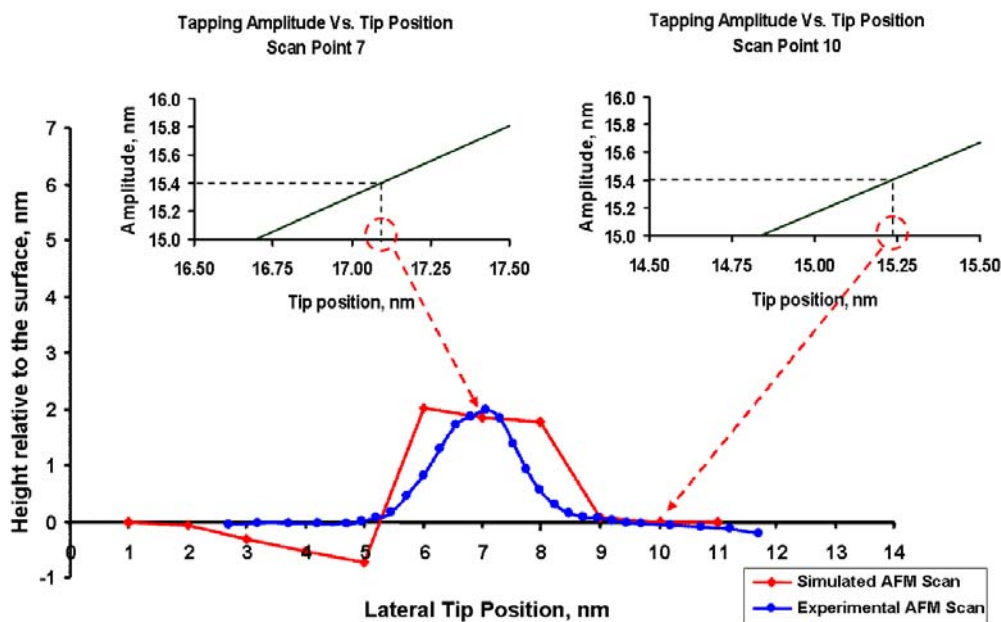 Tapping Amplitude Vs. Tip Position
Scan Point 7
Tapping Amplitude Vs. Tip Position
Scan Point 10
Amplitude, nm
16.0
15.8
15.6
15.4
15.2
15.0
16.50 16.75 17.00 17.25 17.50
Tip position, nm
Amplitude, nm
16.0
15.8
15.6
15.4
15.2
15.0
14.50 14.75 15.00 15.25 15.50
Tip position, nm
Height relative to the surface, nm
7
6
5
4
3
2
1
0
-1
0 1 2 3 4 5 6 7 8 9 10 11 12 13 14
Lateral Tip Position, nm
Simulated AFM Scan
Experimental AFM Scan